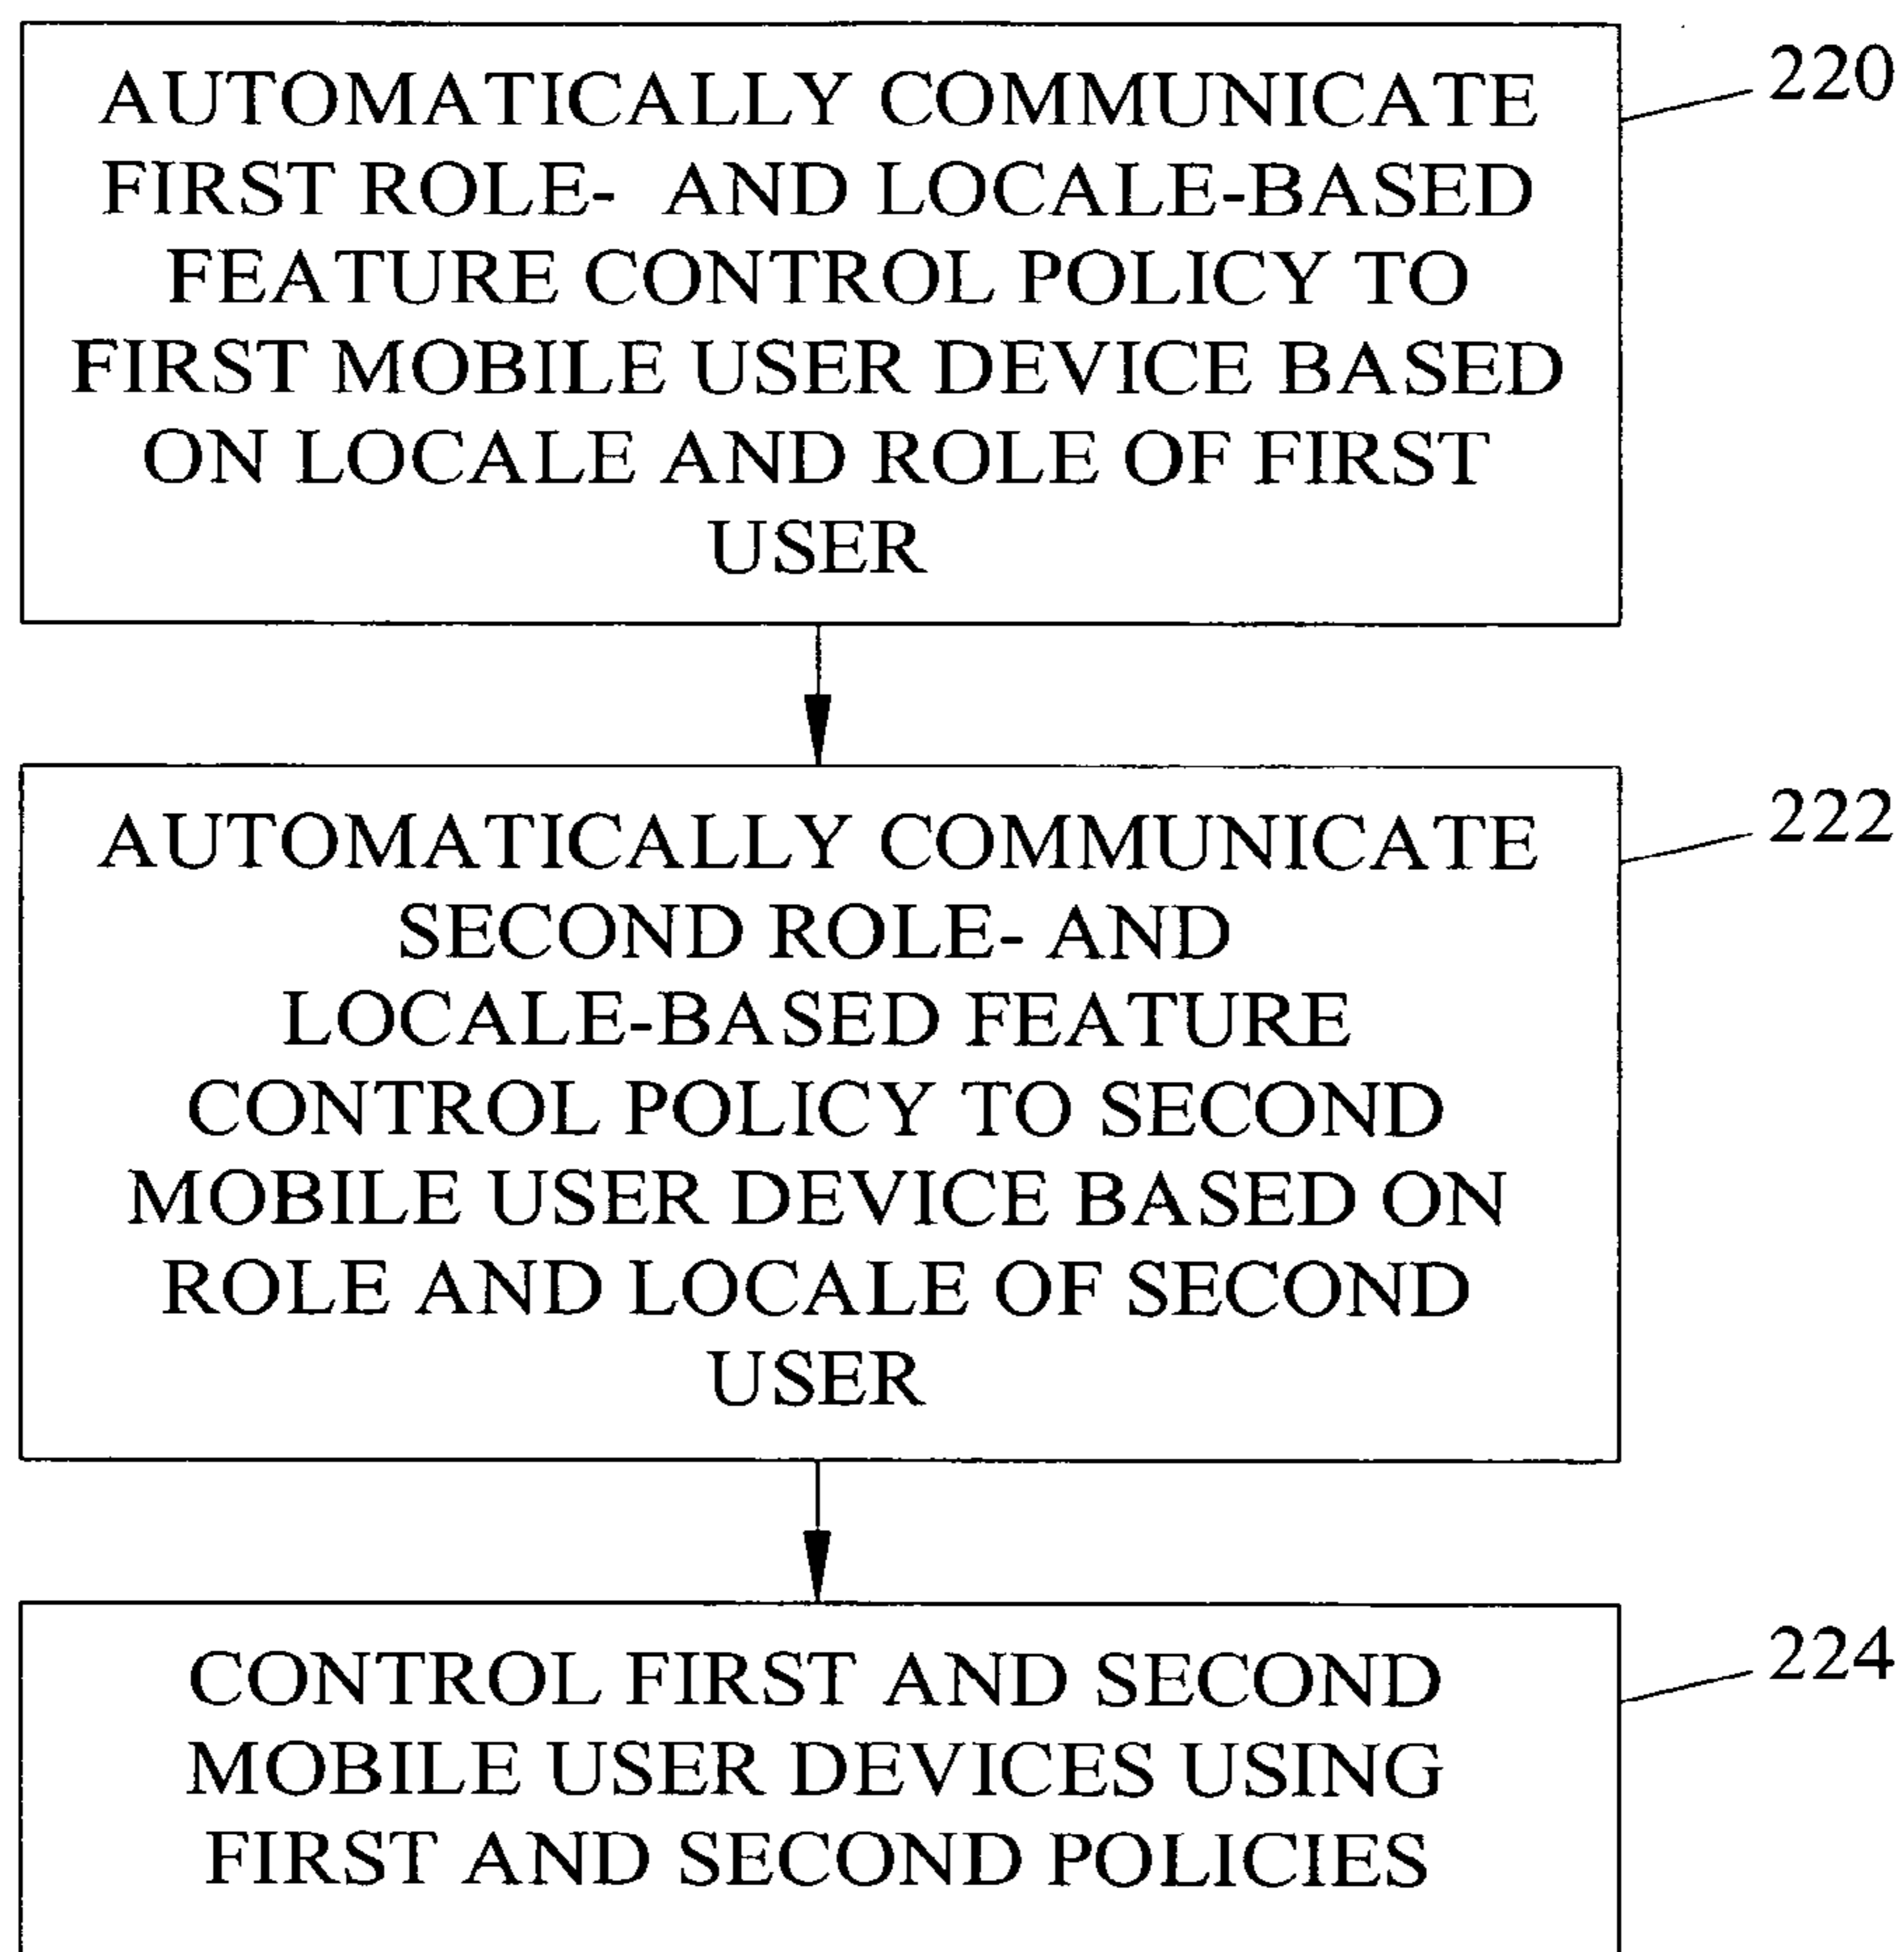 AUTOMATICALLY COMMUNICATE
FIRST ROLE- AND LOCALE-BASED
FEATURE CONTROL POLICY TO
FIRST MOBILE USER DEVICE BASED
ON LOCALE AND ROLE OF FIRST
USER
220
AUTOMATICALLY COMMUNICATE
SECOND ROLE- AND
LOCALE-BASED FEATURE
CONTROL POLICY TO SECOND
MOBILE USER DEVICE BASED ON
ROLE AND LOCALE OF SECOND
USER
222
CONTROL FIRST AND SECOND
MOBILE USER DEVICES USING
FIRST AND SECOND POLICIES
224